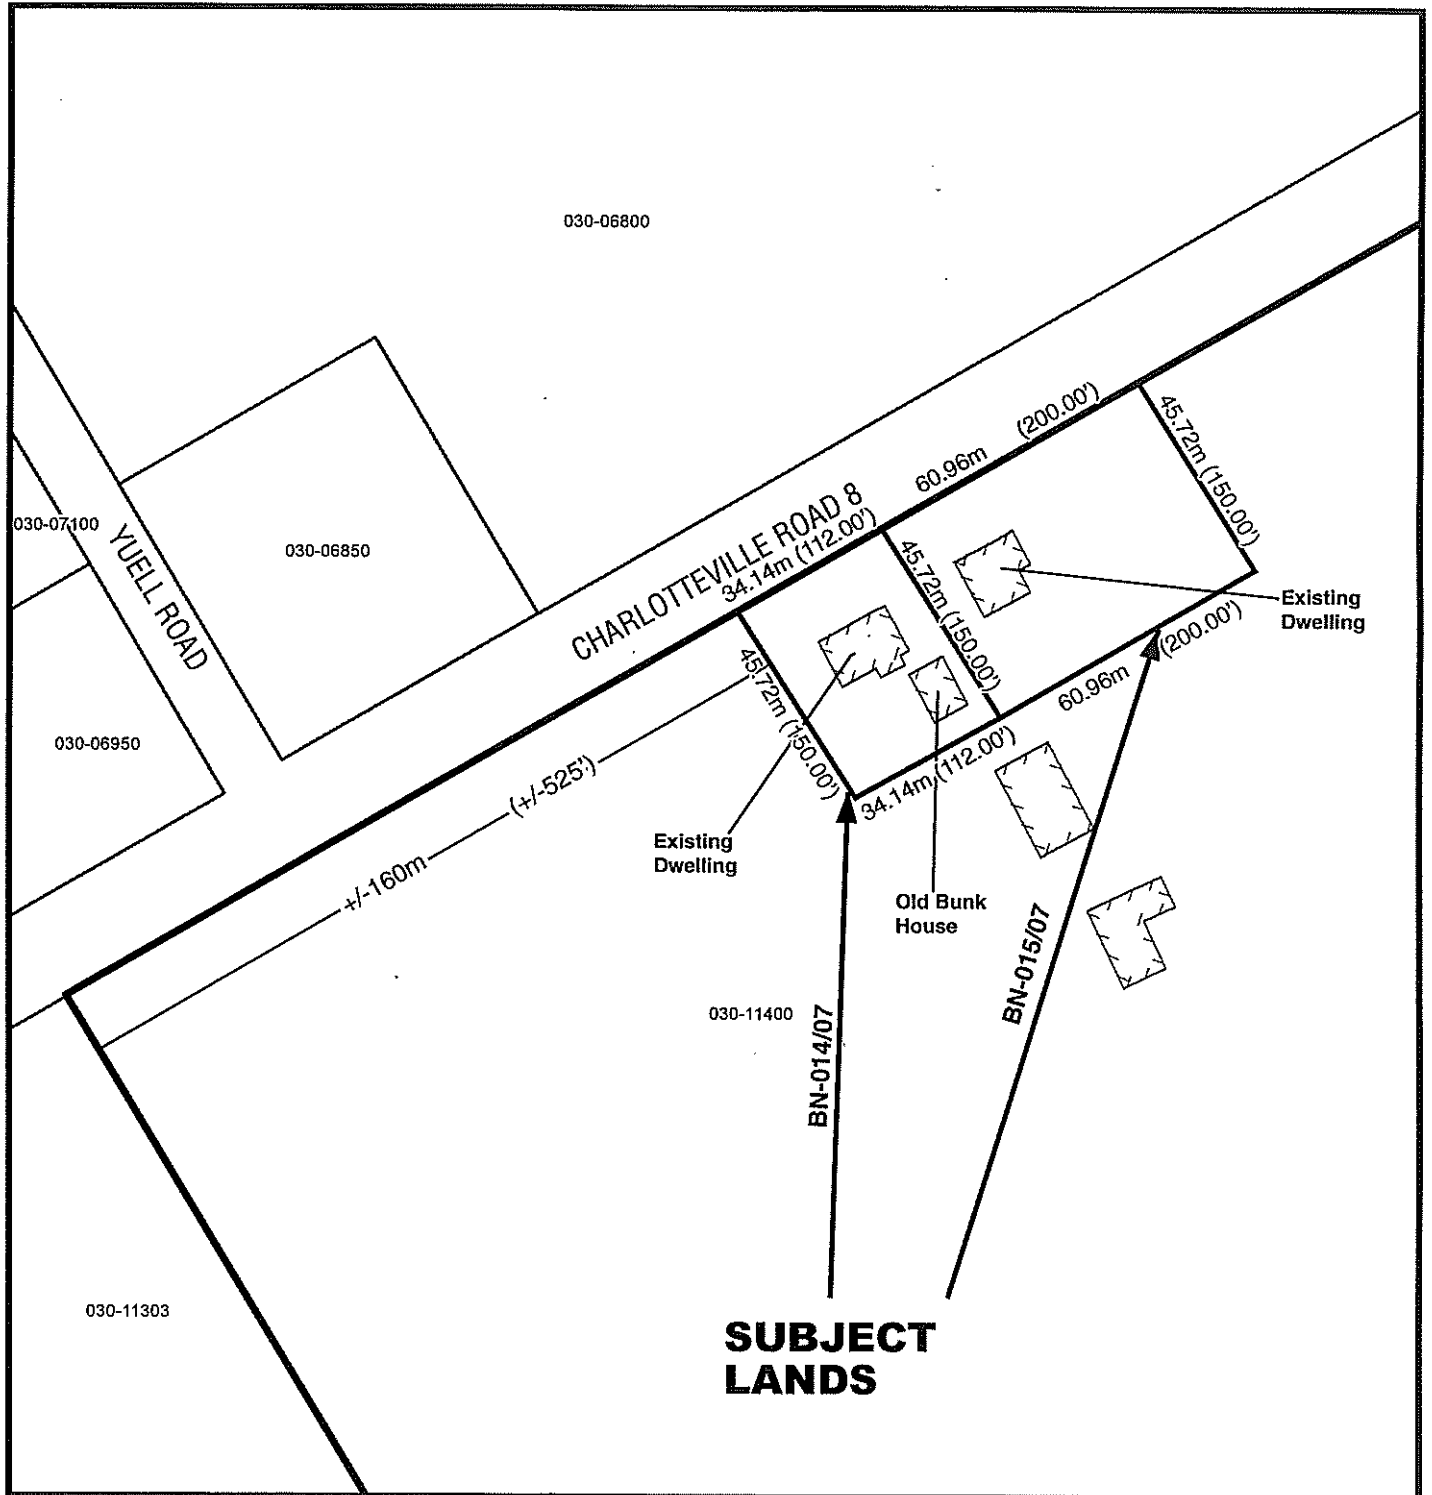 030-06800
030-07100
YUELL ROAD
030-06850
030-06950
CHARLOTTEVILLE ROAD 8
34.14m (112.00')
60.96m (200.00')
45.72m (150.00')
45.72m (150.00')
45.72m (150.00')
Existing
Dwelling
60.96m (200.00')
34.14m (112.00')
+/-160m (+/-525')
Existing
Dwelling
Old Bunk
House
030-11400
BN-014/07
BN-015/07
030-11303
SUBJECT
LANDS